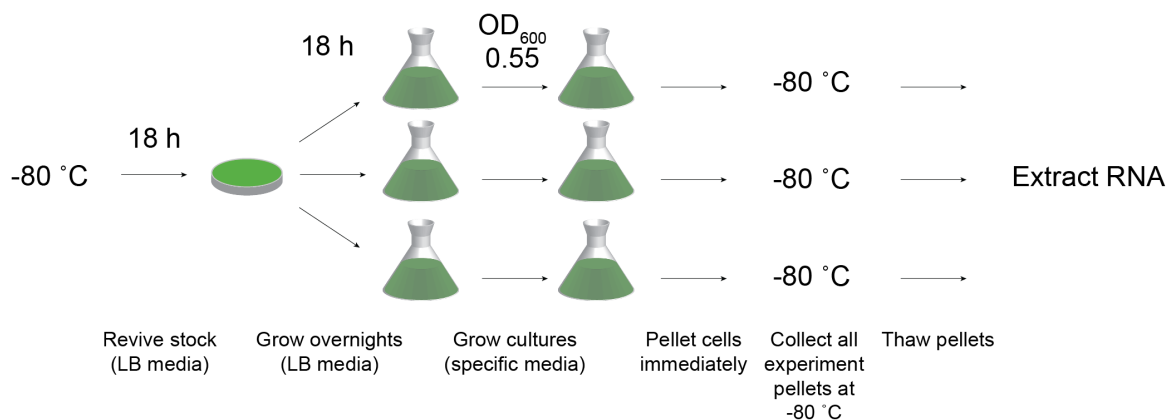 18 h
OD600
0.55
-80 ˚C
18 h
-80 ˚C
-80 ˚C
-80 ˚C
Extract RNA
Revive stock
(LB media)
Grow overnights
(LB media)
Grow cultures
(specific media)
Pellet cells
immediately
Collect all
experiment
pellets at
-80 ˚C
Thaw pellets